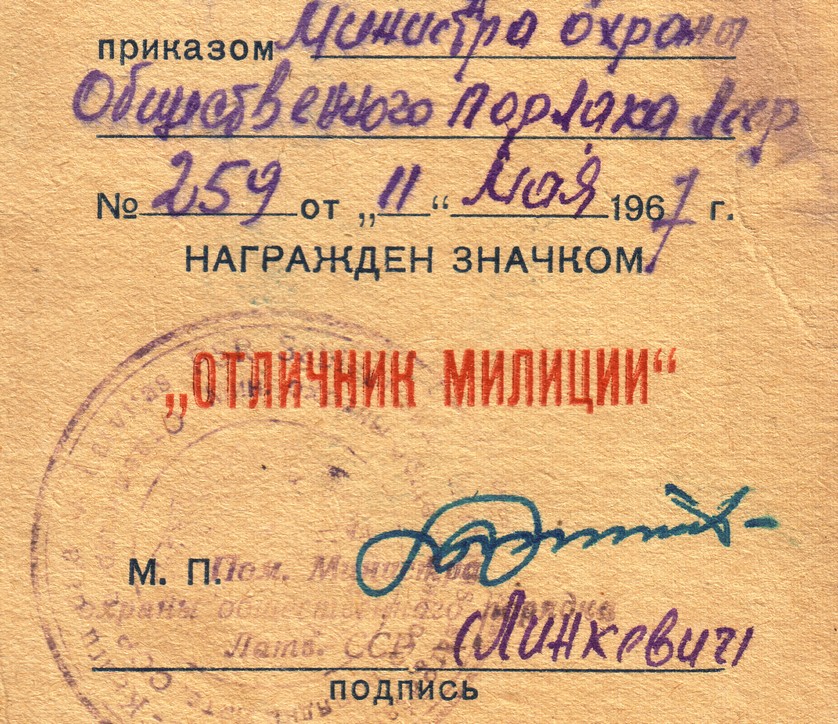 приказом Министра охраны
Общественного порядка Лсср
№ 259 от „11“ Мая 1967 г.
НАГРАЖДЕН ЗНАЧКОМ
„ОТЛИЧНИК МИЛИЦИИ“
М. П.
Пом. Министра
охраны общественного порядка
Латв. ССР
(Линкевич)
подпись